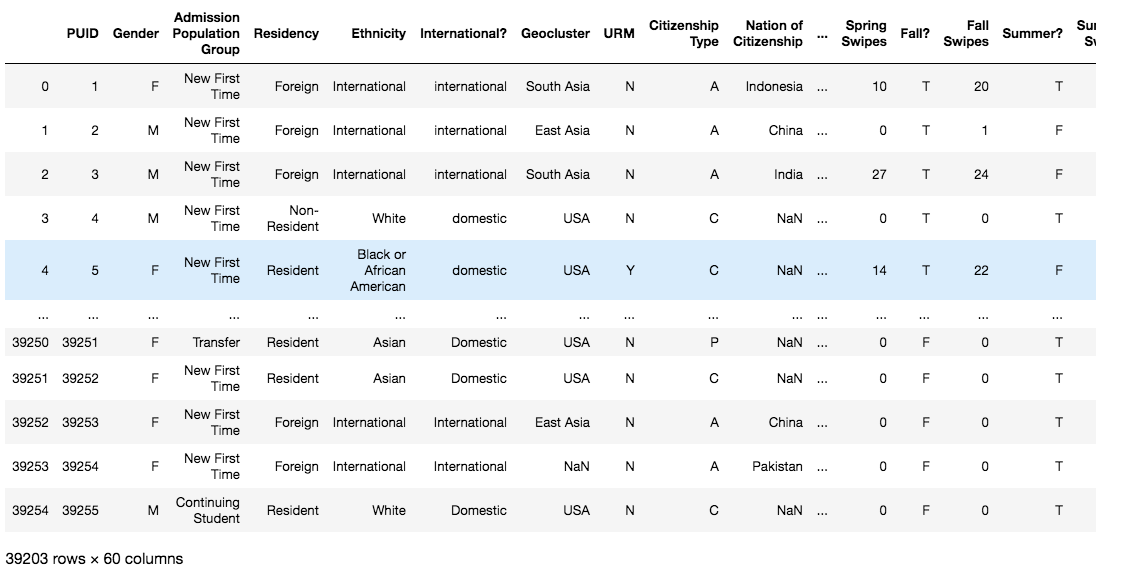 PUID Gender Admission Population Group Residency Ethnicity International? Geocluster URM Citizenship Type Nation of Citizenship ... Spring Swipes Fall? Fall Swipes Summer?
0 1 F New First Time Foreign International international South Asia N A Indonesia ... 10 T 20 T
1 2 M New First Time Foreign International international East Asia N A China ... 0 T 1 F
2 3 M New First Time Foreign International international South Asia N A India ... 27 T 24 F
3 4 M New First Time Non-Resident White domestic USA N C NaN ... 0 T 0 T
4 5 F New First Time Resident Black or African American domestic USA Y C NaN ... 14 T 22 F
... ... ... ... ... ... ... ... ... ... ... ... ... ... ... ...
39250 39251 F Transfer Resident Asian Domestic USA N P NaN ... 0 F 0 T
39251 39252 F New First Time Resident Asian Domestic USA N C NaN ... 0 F 0 T
39252 39253 F New First Time Foreign International International East Asia N A China ... 0 F 0 T
39253 39254 F New First Time Foreign International International NaN N A Pakistan ... 0 F 0 T
39254 39255 M Continuing Student Resident White Domestic USA N C NaN ... 0 F 0 T
39203 rows × 60 columns